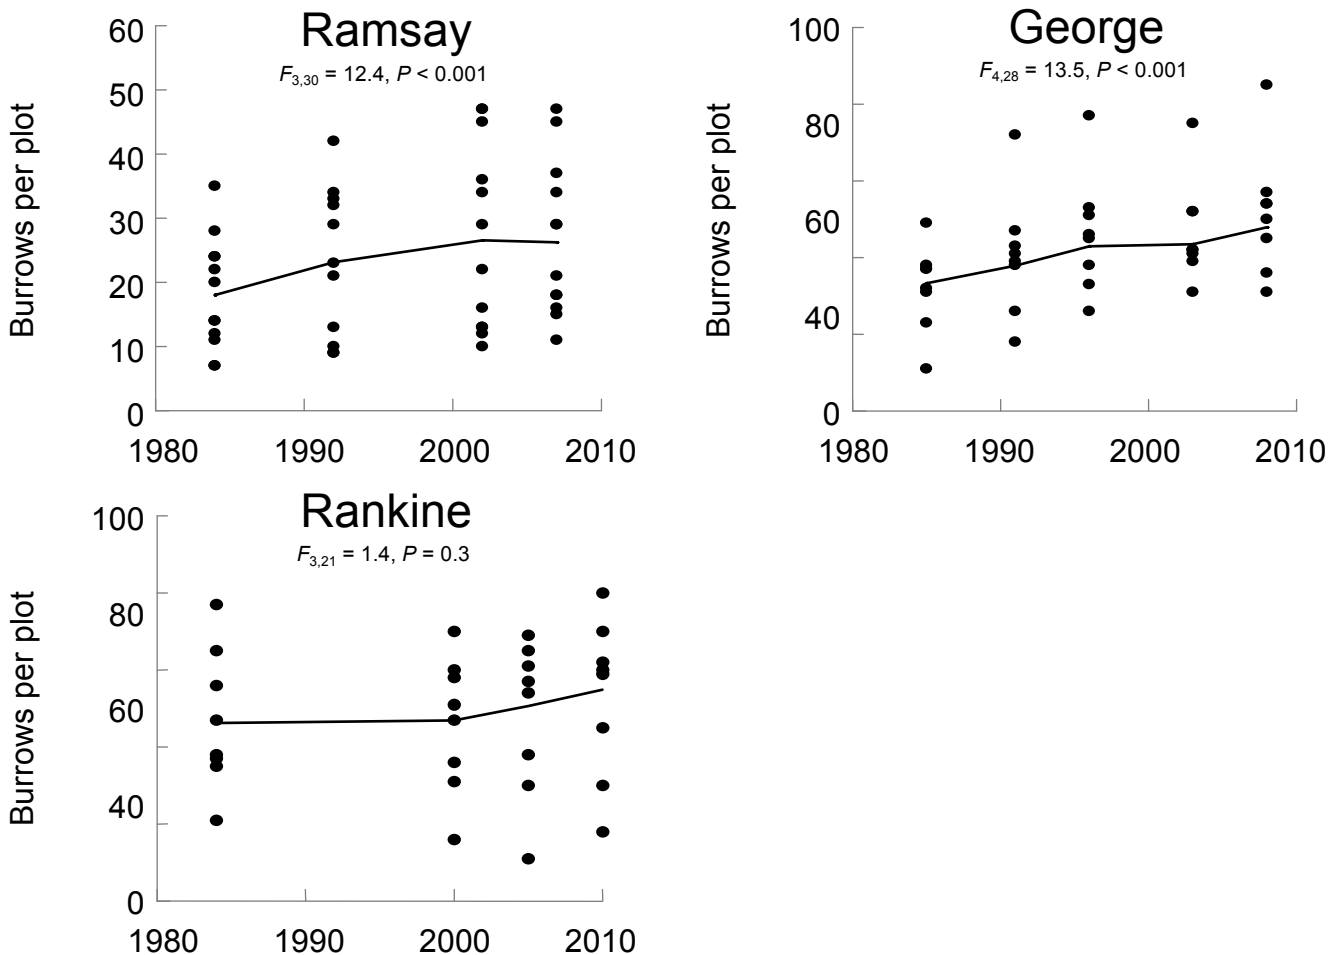 Ramsay
F3,30 = 12.4, P < 0.001
Burrows per plot
60
50
40
30
20
10
0
1980 1990 2000 2010
George
F4,28 = 13.5, P < 0.001
Burrows per plot
100
80
60
40
0
1980 1990 2000 2010
Rankine
F3,21 = 1.4, P = 0.3
Burrows per plot
100
80
60
40
0
1980 1990 2000 2010